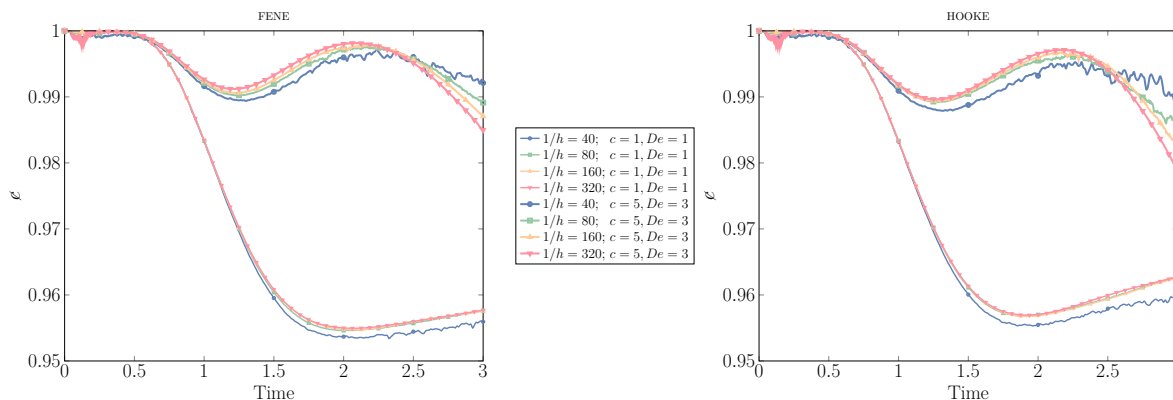 FENE
1
0.99
0.98
0.97
0.96
0.95
¢
0
0.5
1
1.5
2
2.5
3
Time
1/h = 40; c = 1, De = 1
1/h = 80; c = 1, De = 1
1/h = 160; c = 1, De = 1
1/h = 320; c = 1, De = 1
1/h = 40; c = 5, De = 3
1/h = 80; c = 5, De = 3
1/h = 160; c = 5, De = 3
1/h = 320; c = 5, De = 3
HOOKE
1
0.99
0.98
0.97
0.96
0.95
¢
0
0.5
1
1.5
2
2.5
Time